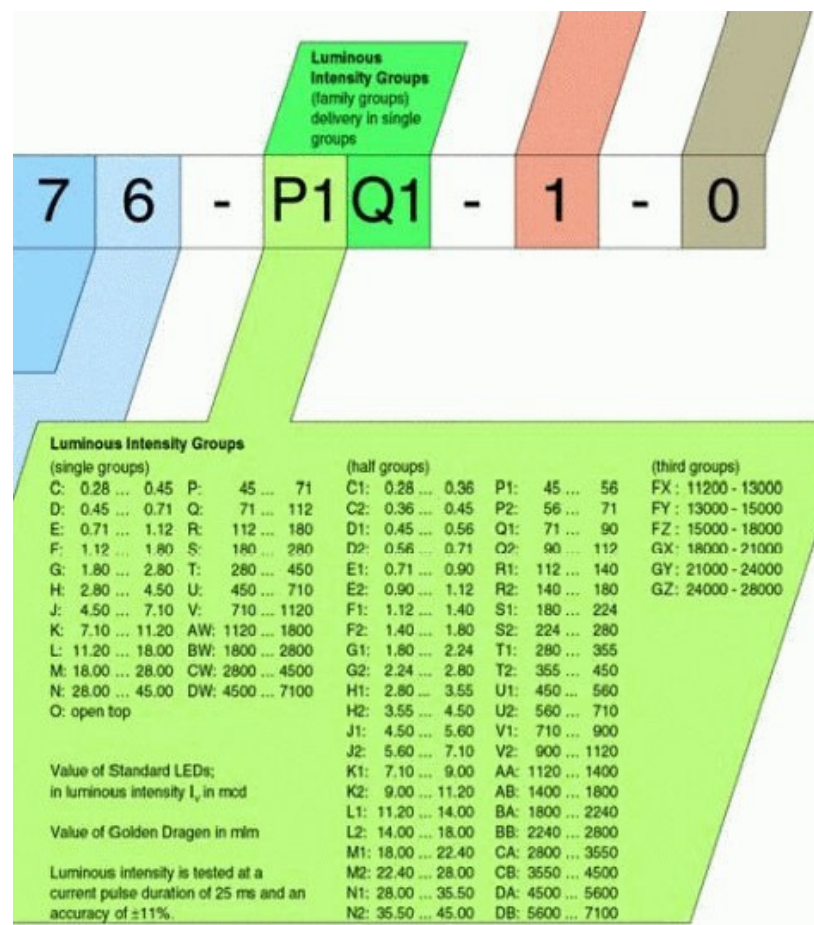 Luminous
Intensity Groups
(family groups)
delivery in single
groups
7 6 - P1 Q1 - 1 - 0
Luminous Intensity Groups
(single groups)
C: 0.28 ... 0.45 P: 45 ... 71
D: 0.45 ... 0.71 Q: 71 ... 112
E: 0.71 ... 1.12 R: 112 ... 180
F: 1.12 ... 1.80 S: 180 ... 280
G: 1.80 ... 2.80 T: 280 ... 450
H: 2.80 ... 4.50 U: 450 ... 710
J: 4.50 ... 7.10 V: 710 ... 1120
K: 7.10 ... 11.20 AW: 1120 ... 1800
L: 11.20 ... 18.00 BW: 1800 ... 2800
M: 18.00 ... 28.00 CW: 2800 ... 4500
N: 28.00 ... 45.00 DW: 4500 ... 7100
O: open top
Value of Standard LEDs;
in luminous intensity Iv in mcd
Value of Golden Dragen in mlm
Luminous intensity is tested at a
current pulse duration of 25 ms and an
accuracy of ±11%.
(half groups)
C1: 0.28 ... 0.36 P1: 45 ... 56
C2: 0.36 ... 0.45 P2: 56 ... 71
D1: 0.45 ... 0.56 Q1: 71 ... 90
D2: 0.56 ... 0.71 Q2: 90 ... 112
E1: 0.71 ... 0.90 R1: 112 ... 140
E2: 0.90 ... 1.12 R2: 140 ... 180
F1: 1.12 ... 1.40 S1: 180 ... 224
F2: 1.40 ... 1.80 S2: 224 ... 280
G1: 1.80 ... 2.24 T1: 280 ... 355
G2: 2.24 ... 2.80 T2: 355 ... 450
H1: 2.80 ... 3.55 U1: 450 ... 560
H2: 3.55 ... 4.50 U2: 560 ... 710
J1: 4.50 ... 5.60 V1: 710 ... 900
J2: 5.60 ... 7.10 V2: 900 ... 1120
K1: 7.10 ... 9.00 AA: 1120 ... 1400
K2: 9.00 ... 11.20 AB: 1400 ... 1800
L1: 11.20 ... 14.00 BA: 1800 ... 2240
L2: 14.00 ... 18.00 BB: 2240 ... 2800
M1: 18.00 ... 22.40 CA: 2800 ... 3550
M2: 22.40 ... 28.00 CB: 3550 ... 4500
N1: 28.00 ... 35.50 DA: 4500 ... 5600
N2: 35.50 ... 45.00 DB: 5600 ... 7100
(third groups)
FX : 11200 - 13000
FY : 13000 - 15000
FZ : 15000 - 18000
GX : 18000 - 21000
GY : 21000 - 24000
GZ : 24000 - 28000